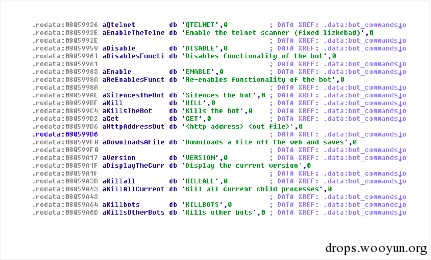 .rodata:08059926 aQtelnet db 'QTELNET',0 ; DATA XREF: .data:bot_commands↓o
.rodata:0805992E aEnableTheTelne db 'Enable the telnet scanner (fixed lizkebab)',0
.rodata:0805992E ; DATA XREF: .data:bot_commands↓o
.rodata:08059959 aDisable db 'DISABLE',0 ; DATA XREF: .data:bot_commands↓o
.rodata:08059961 aDisablesFuncti db 'Disables functionality of the bot',0
; DATA XREF: .data:bot_commands↓o
.rodata:08059983 aEnable db 'ENABLE',0 ; DATA XREF: .data:bot_commands↓o
.rodata:0805998A aReEnablesFunct db 'Re-enables functionality of the bot',0
.rodata:0805998A ; DATA XREF: .data:bot_commands↓o
aSilencesTheBot db 'Silences the bot',0 ; DATA XREF: .data:bot_commands↓o
aKill db 'KILL',0 ; DATA XREF: .data:bot_commands↓o
.rodata:080599C4 aKillsTheBot db 'Kills the bot',0 ; DATA XREF: .data:bot_commands↓o
.rodata:080599D2 aGet db 'GET',0 ; DATA XREF: .data:bot_commands↓o
.rodata:080599D6 aHttpAddressOut db '<http address> <out file>',0
.rodata:080599D6 ; DATA XREF: .data:bot_commands↓o
.rodata:080599F0 aDownloadsAFile db 'Downloads a file off the web and saves',0
.rodata:080599F0 ; DATA XREF: .data:bot_commands↓o
.rodata:08059A17 aVersion db 'VERSION',0 ; DATA XREF: .data:bot_commands↓o
.rodata:08059A1F aDisplayTheCurr db 'Display the current version',0
.rodata:08059A1F ; DATA XREF: .data:bot_commands↓o
.rodata:08059A3B aKillall db 'KILLALL',0 ; DATA XREF: .data:bot_commands↓o
.rodata:08059A43 aKillAllCurrent db 'Kill all current child processes',0
.rodata:08059A43 ; DATA XREF: .data:bot_commands↓o
.rodata:08059A64 aKillbots db 'KILLBOTS',0 ; DATA XREF: .data:bot_commands↓o
.rodata:08059A6D aKillsOtherBots db 'Kills other bots',0 ; DATA XREF: .data:bot_commands↓o
drops.wooyun.org